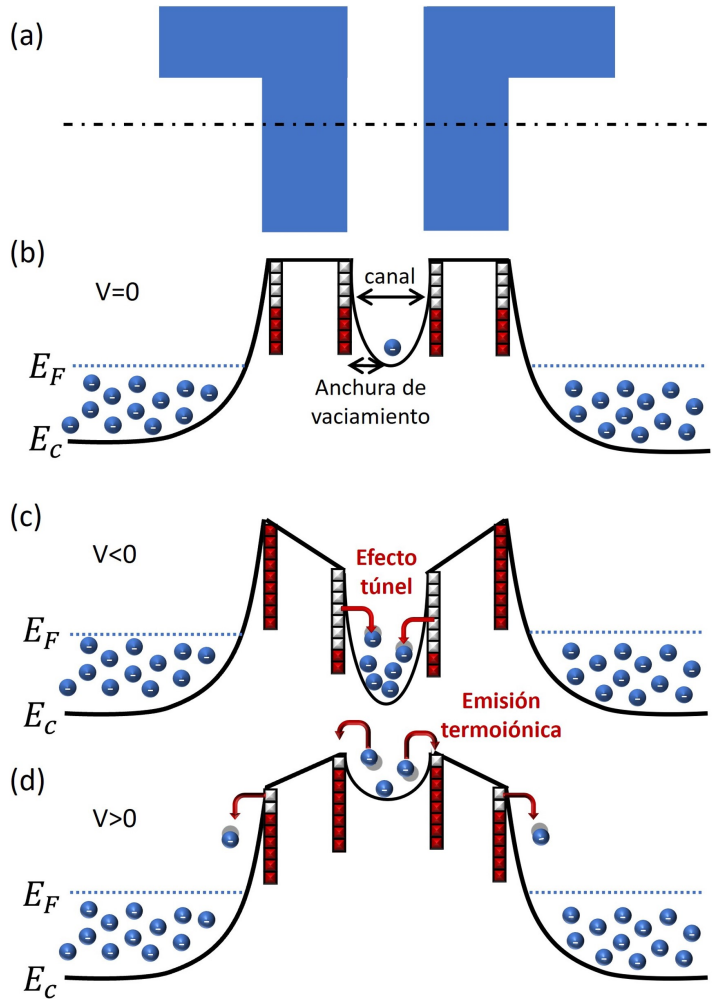 (a)
(b)
V=0
canal
E_F
Anchura de
vaciamiento
E_c
(c)
V<0
Efecto
túnel
E_F
E_c
Emisión
termoiónica
(d)
V>0
E_F
E_c